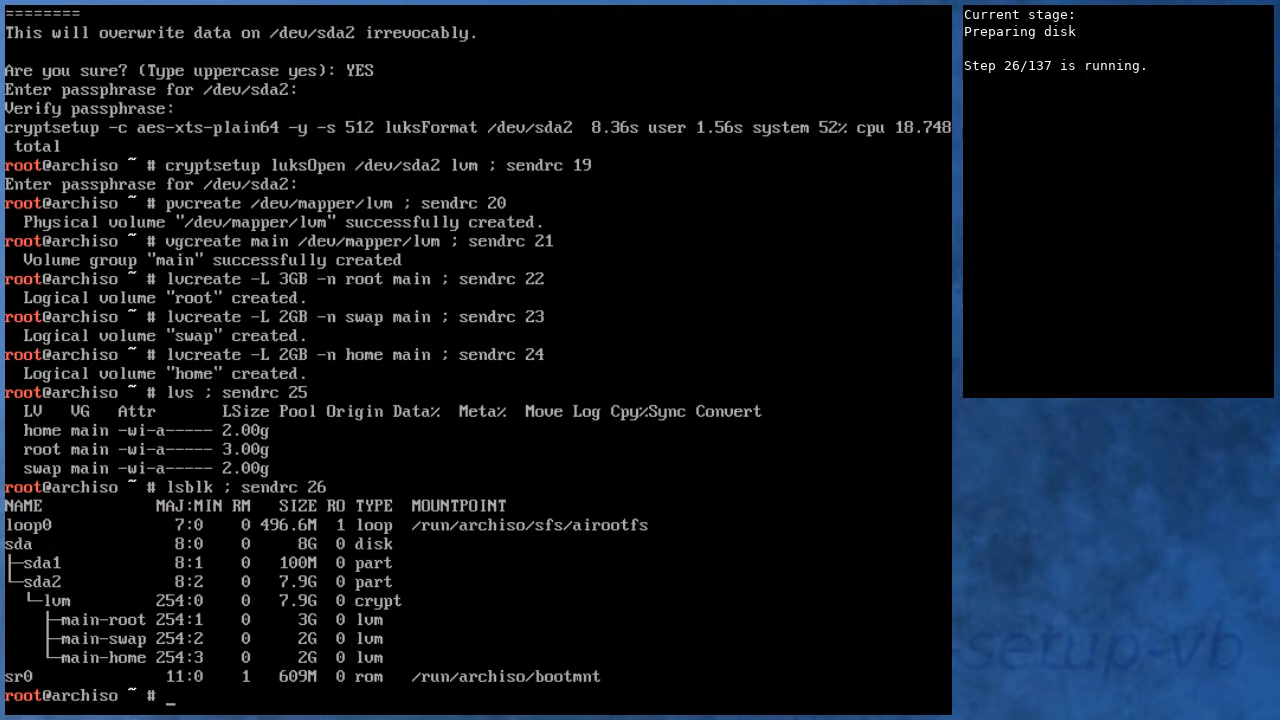 ========
This will overwrite data on /dev/sda2 irrevocably.
Are you sure? (Type uppercase yes): YES
Enter passphrase for /dev/sda2:
Verify passphrase:
cryptsetup -c aes-xts-plain64 -y -s 512 luksFormat /dev/sda2  8.36s user 1.56s system 52% cpu 18.748
 total
root@archiso ~ # cryptsetup luksOpen /dev/sda2 lvm ; sendrc 19
Enter passphrase for /dev/sda2:
root@archiso ~ # pvcreate /dev/mapper/lvm ; sendrc 20
  Physical volume "/dev/mapper/lvm" successfully created.
root@archiso ~ # vgcreate main /dev/mapper/lvm ; sendrc 21
  Volume group "main" successfully created
root@archiso ~ # lvcreate -L 3GB -n root main ; sendrc 22
  Logical volume "root" created.
root@archiso ~ # lvcreate -L 2GB -n swap main ; sendrc 23
  Logical volume "swap" created.
root@archiso ~ # lvcreate -L 2GB -n home main ; sendrc 24
  Logical volume "home" created.
root@archiso ~ # lvs ; sendrc 25
  LV   VG   Attr       LSize Pool Origin Data%  Meta%  Move Log Cpy%Sync Convert
  home main -wi-a----- 2.00g
  root main -wi-a----- 3.00g
  swap main -wi-a----- 2.00g
root@archiso ~ # lsblk ; sendrc 26
NAME            MAJ:MIN RM   SIZE RO TYPE  MOUNTPOINT
loop0             7:0    0 496.6M  1 loop  /run/archiso/sfs/airootfs
sda               8:0    0     8G  0 disk
├─sda1            8:1    0   100M  0 part
└─sda2            8:2    0   7.9G  0 part
  └─lvm         254:0    0   7.9G  0 crypt
    ├─main-root 254:1    0     3G  0 lvm
    ├─main-swap 254:2    0     2G  0 lvm
    └─main-home 254:3    0     2G  0 lvm
sr0              11:0    1   609M  0 rom   /run/archiso/bootmnt
root@archiso ~ # _
Current stage:
Preparing disk
Step 26/137 is running.
-setup-vb